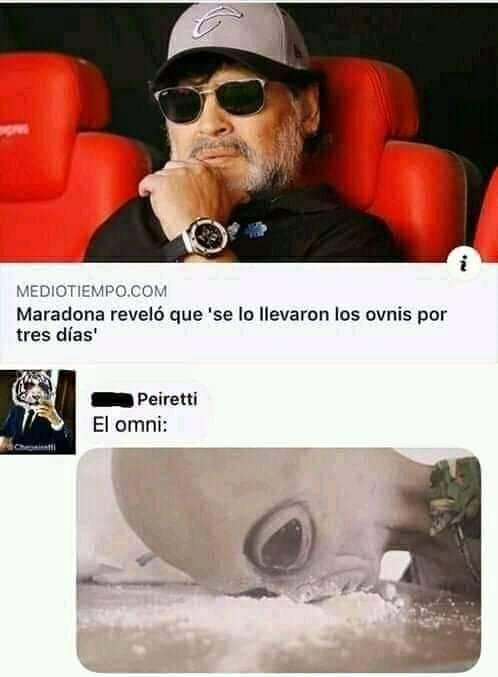 MEDIOTIEMPO.COM
Maradona reveló que 'se lo llevaron los ovnis por
tres días'
Peiretti
El omni: